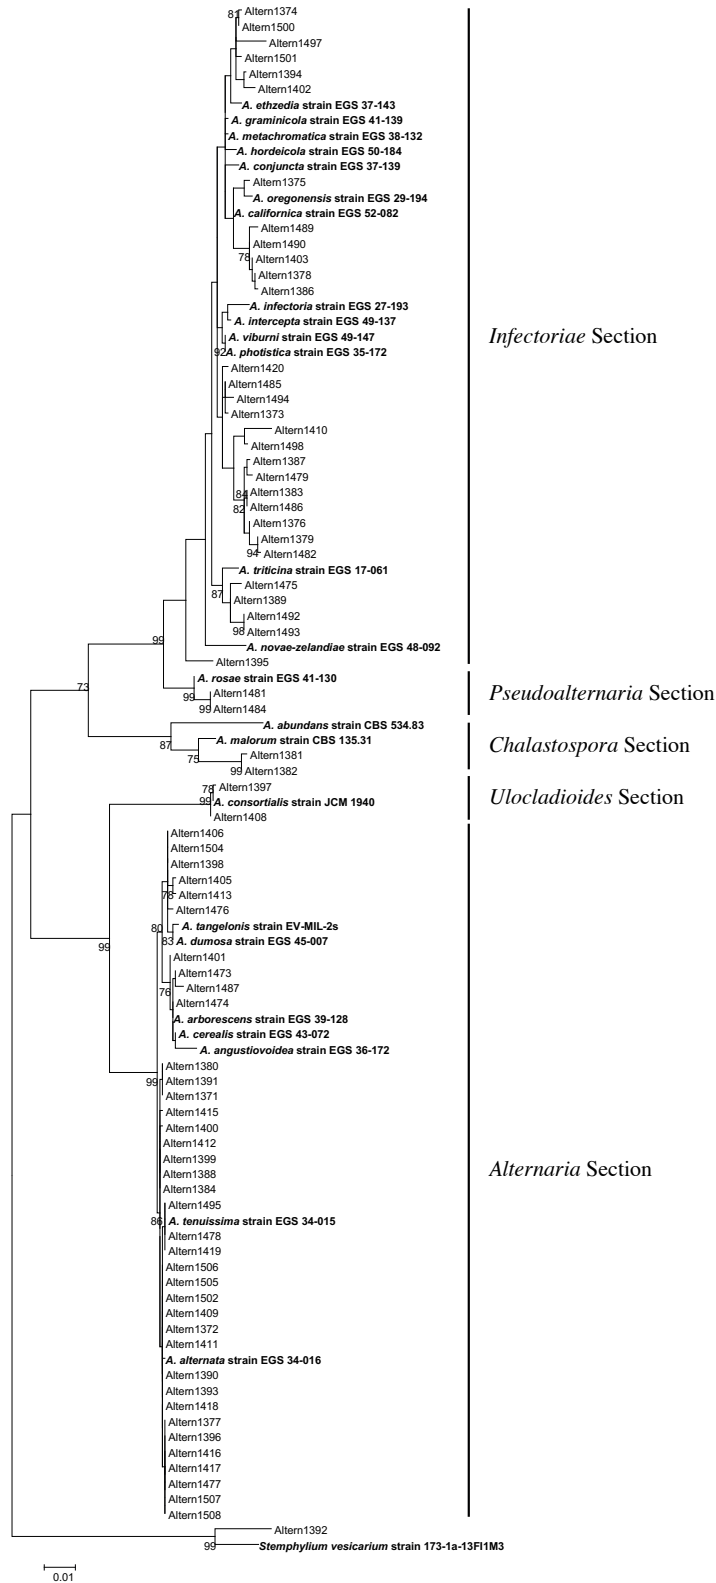 Altern1374
81
Altern1500
Altern1497
Altern1501
Altern1394
Altern1402
A. ethzedia strain EGS 37-143
A. graminicola strain EGS 41-139
A. metachromatica strain EGS 38-132
A. hordeicola strain EGS 50-184
A. conjuncta strain EGS 37-139
Altern1375
A. oregonensis strain EGS 29-194
A. californica strain EGS 52-082
Altern1489
Altern1490
78
Altern1403
Altern1378
Altern1386
A. infectoria strain EGS 27-193
A. intercepta strain EGS 49-137
Infectoriae Section
A. viburni strain EGS 49-147
92
A. photistica strain EGS 35-172
Altern1420
Altern1485
Altern1494
Altern1373
Altern1410
Altern1498
Altern1387
Altern1479
84
Altern1383
82
Altern1486
Altern1376
Altern1379
94
Altern1482
A. triticina strain EGS 17-061
Altern1475
87
Altern1389
Altern1492
98
Altern1493
99
A. novae-zelandiae strain EGS 48-092
Altern1395
A. rosae strain EGS 41-130
73
99
Altern1481
Pseudoalternaria Section
99
Altern1484
A. abundans strain CBS 534.83
87
A. malorum strain CBS 135.31
Chalastospora Section
75
Altern1381
99
Altern1382
78
Altern1397
99
A. consortialis strain JCM 1940
Ulocladioides Section
Altern1408
Altern1406
Altern1504
Altern1398
Altern1405
78
Altern1413
Altern1476
80
A. tangelonis strain EV-MIL-2s
83
A. dumosa strain EGS 45-007
99
Altern1401
Altern1473
76
Altern1487
Altern1474
A. arborescens strain EGS 39-128
A. cerealis strain EGS 43-072
A. angustiovoidea strain EGS 36-172
Altern1380
99
Altern1391
Altern1371
Altern1415
Altern1400
Altern1412
Altern1399
Alternaria Section
Altern1388
Altern1384
Altern1495
86
A. tenuissima strain EGS 34-015
Altern1478
Altern1419
Altern1506
Altern1505
Altern1502
Altern1409
Altern1372
Altern1411
A. alternata strain EGS 34-016
Altern1390
Altern1393
Altern1418
Altern1377
Altern1396
Altern1416
Altern1417
Altern1477
Altern1507
Altern1508
Altern1392
99
Stemphylium vesicarium strain 173-1a-13FI1M3
0.01